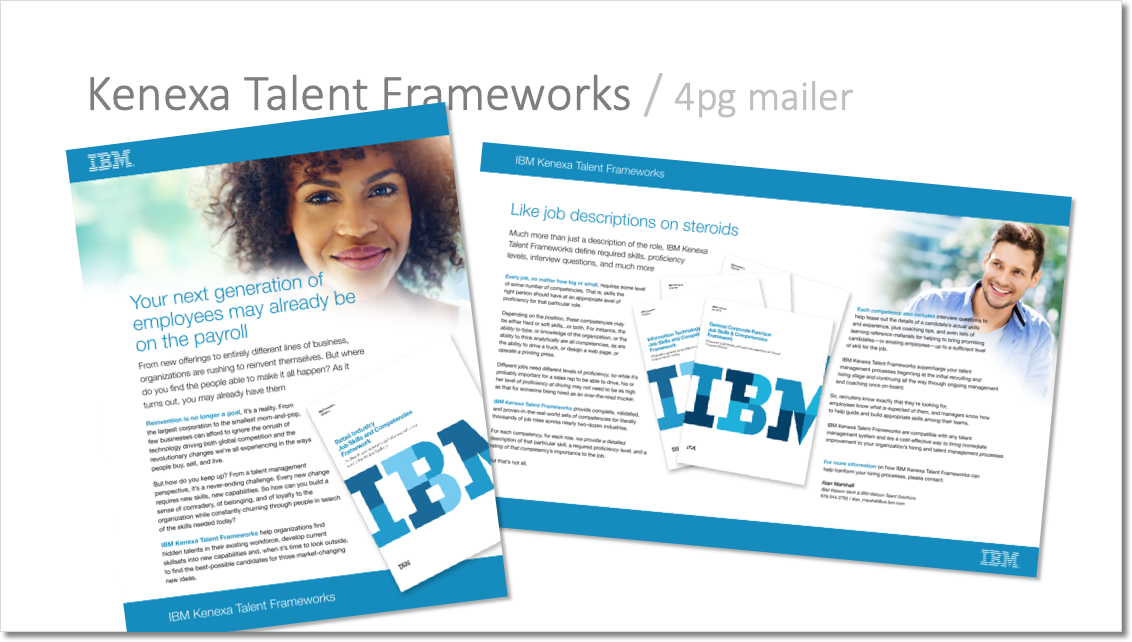 Kenexa Talent Frameworks / 4pg mailer
IBM
Your next generation of
employees may already be
on the payroll
From new offerings to entirely different lines of business,
organizations are rushing to reinvent themselves. But where
do you find the people able to make it all happen? As it
turns out, you may already have them
Reinvention is no longer a goal, it's a reality. From
the largest corporation to the smallest mom-and-pop,
few businesses can afford to ignore the onrush of
technology driving both global competition and the
revolutionary changes we're all experiencing in the ways
people buy, sell, and live.
But how do you keep up? From a talent management
perspective, it's a never-ending challenge. Every new change
requires new skills, new capabilities. So how can you build a
sense of comradery, of belonging, and of loyalty to the
organization while constantly churning through people in search
of the skills needed today?
IBM Kenexa Talent Frameworks help organizations find
hidden talents in their existing workforce, develop current
skillsets into new capabilities and, when it's time to look outside,
to find the best-possible candidates for those market-changing
new ideas.
Retail Industry
Job Skills and Competencies
Framework
IBM
IBM
IBM Kenexa Talent Frameworks
IBM Kenexa Talent Frameworks
Like job descriptions on steroids
Much more than just a description of the role, IBM Kenexa
Talent Frameworks define required skills, proficiency
levels, interview questions, and much more
Every job, no matter how big or small, requires some level
of some number of competencies. That is, skills the
right person should have at an appropriate level of
proficiency for that particular role.
Depending on the position, these competencies may
be either hard or soft skills...or both. For instance, the
ability to type, or knowledge of the organization, or the
ability to think analytically are all competencies, as are
the ability to drive a truck, or design a web page, or
operate a printing press.
Different jobs need different levels of proficiency, so while it's
probably important for a sales rep to be able to drive, his or
her level of proficiency at driving may not need to be as high
as that for someone being hired as an over-the-road trucker.
IBM Kenexa Talent Frameworks provide complete, validated,
and proven-in-the-real-world sets of competencies for literally
thousands of job roles across nearly two-dozen industries.
For each competency, for each role, we provide a detailed
description of that particular skill, a required proficiency level, and a
rating of that competency's importance to the job.
But that's not all.
Information Technology
Job Skills and Competencies
Framework
General Corporate Function
Job Skills & Competencies
Framework
IBM
Each competency also includes interview questions to
help tease out the details of a candidate's actual skills
and experience, plus coaching tips, and even lists of
learning reference materials for helping to bring promising
candidates—or existing employees—up to a sufficient level
of skill for the job.
IBM Kenexa Talent Frameworks supercharge your talent
management processes beginning at the initial recruiting and
hiring stage and continuing all the way through ongoing management
and coaching once on-board.
So, recruiters know exactly that they're looking for,
employees know what is expected of them, and managers know how
to help guide and build appropriate skills among their teams.
IBM Kenexa Talent Frameworks are compatible with any talent
management system and are a cost-effective way to bring immediate
improvement to your organization's hiring and talent management processes.
For more information on how IBM Kenexa Talent Frameworks can
help tranform your hiring processes, please contact:
Alan Marshall
IBM Watson Work & IBM Watson Talent Solutions
IBM